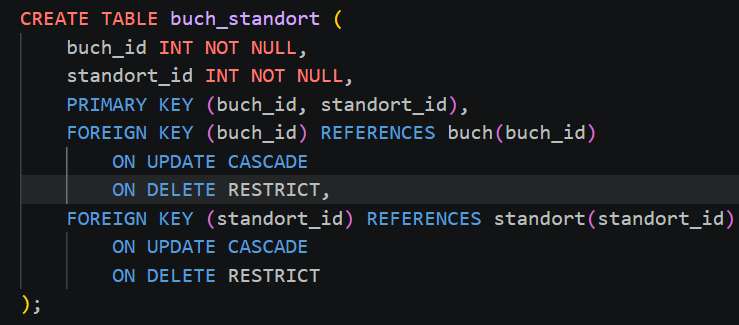 CREATE TABLE buch_standort (
    buch_id INT NOT NULL,
    standort_id INT NOT NULL,
    PRIMARY KEY (buch_id, standort_id),
    FOREIGN KEY (buch_id) REFERENCES buch(buch_id)
        ON UPDATE CASCADE
        ON DELETE RESTRICT,
    FOREIGN KEY (standort_id) REFERENCES standort(standort_id)
        ON UPDATE CASCADE
        ON DELETE RESTRICT
);